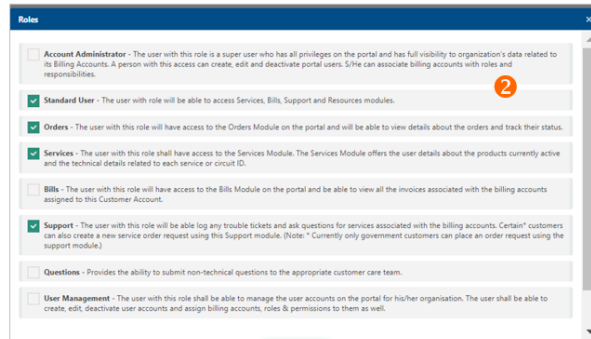 Roles
×
Account Administrator - The user with this role is a super user who has all privileges on the portal and has full visibility to organization's data related to
its Billing Accounts. A person with this access can create, edit and deactivate portal users. S/He can associate billing accounts with roles and
responsibilities.
2
Standard User - The user with role will be able to access Services, Bills, Support and Resources modules.
Orders - The user with this role will have access to the Orders Module on the portal and will be able to view details about the orders and track their status.
Services - The user with this role shall have access to the Services Module. The Services Module offers the user details about the products currently active
and the technical details related to each service or circuit ID.
Bills - The user with this role will have access to the Bills Module on the portal and be able to view all the invoices associated with the billing accounts
assigned to this Customer Account.
Support - The user with this role will be able log any trouble tickets and ask questions for services associated with the billing accounts. Certain* customers
can also create a new service order request using this Support module. (Note: * Currently only government customers can place an order request using the
support module.)
Questions - Provides the ability to submit non-technical questions to the appropriate customer care team.
User Management - The user with this role shall be able to manage the user accounts on the portal for his/her organisation. The user shall be able to
create, edit, deactivate user accounts and assign billing accounts, roles & permissions to them as well.